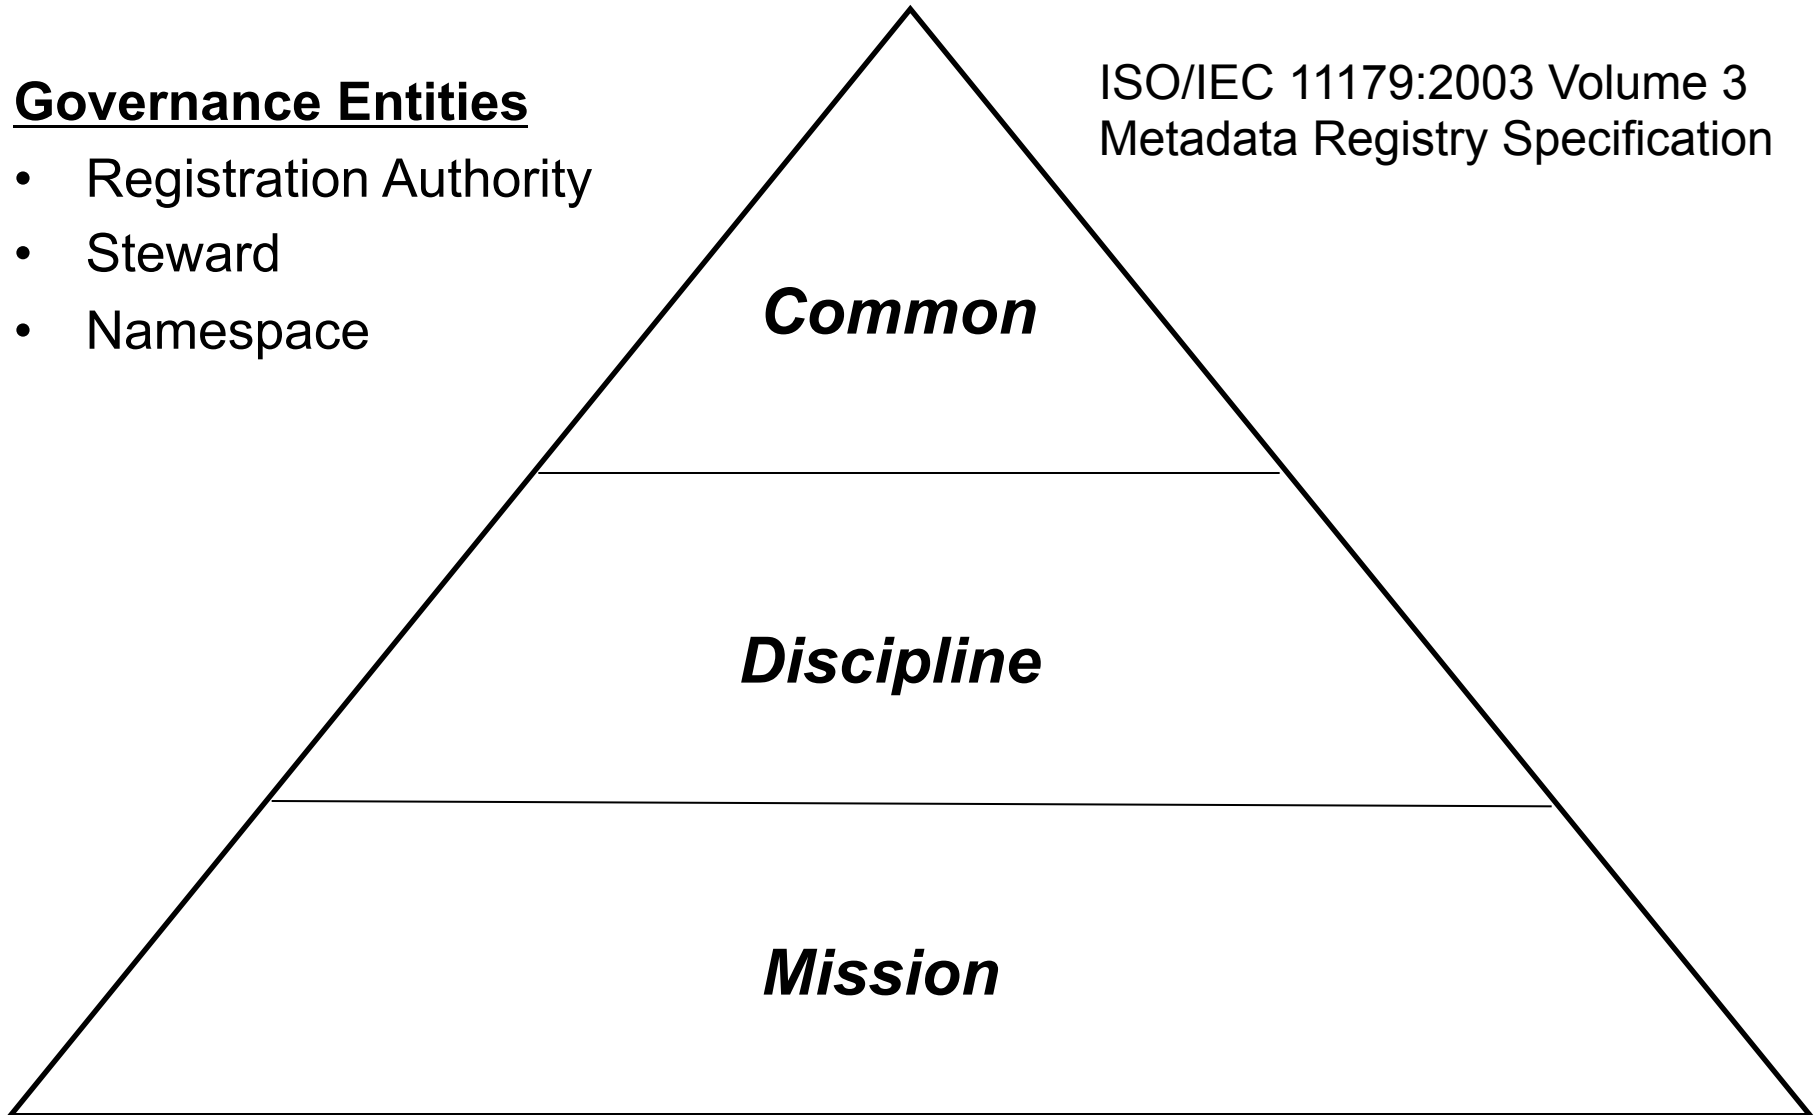 Governance Entities
• Registration Authority
• Steward
• Namespace
ISO/IEC 11179:2003 Volume 3
Metadata Registry Specification
Common
Discipline
Mission